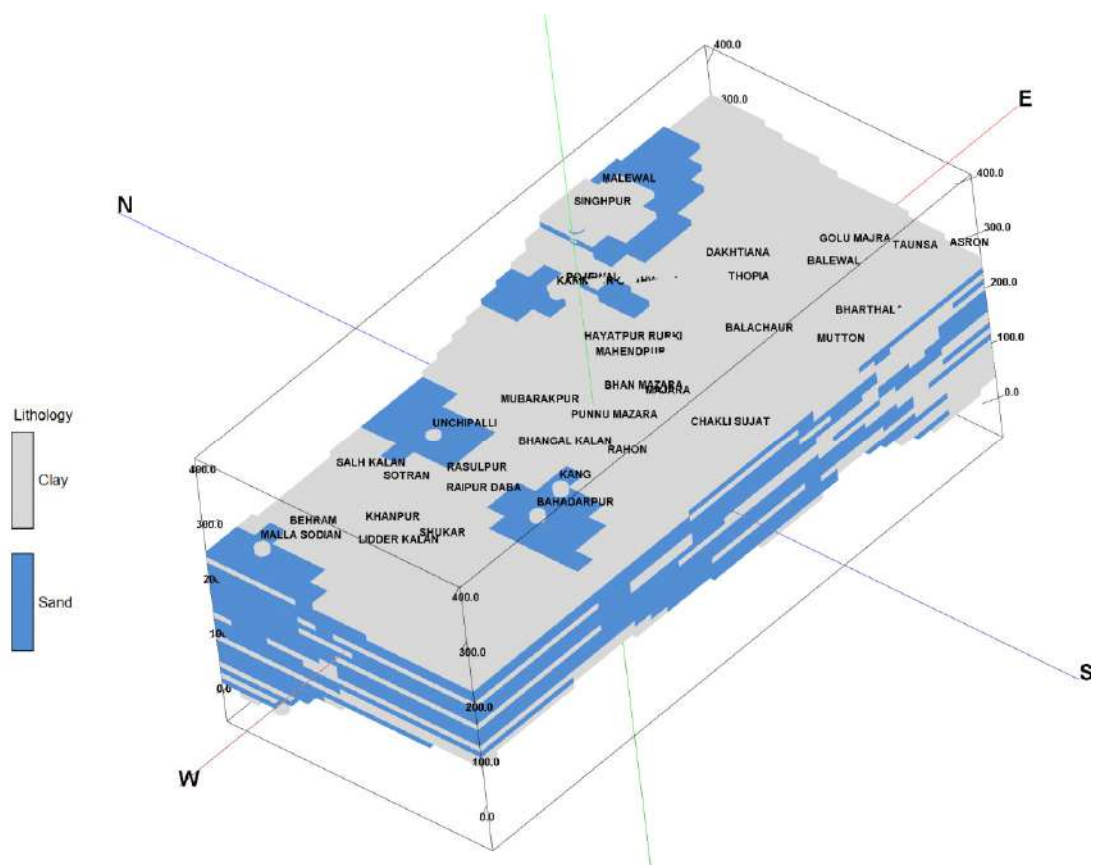 400.0
300.0
E
400.0
MALEWAL
SINGHPUR
N
300.0
GOLU MAJRA
TAUNSA
ASRON
DAKHTIANA
BALEWAL
THOPIA
200.0
BHARTHAL
HAYATPUR RURKI
BALACHAUR
MUTTON
100.0
MAHENDPUR
BHAN MAZARA
MAJARA
0.0
MUBARAKPUR
Lithology
PUNNU MAZARA
UNCHIPALLI
CHAKLI SUJAT
BHANGAL KALAN
RAHON
400.0
SALH KALAN
RASULPUR
SOTRAN
KANG
Clay
RAIPUR DABA
BAHADARPUR
300.0
BEHRAM
KHANPUR
MALLA SODIAN
SHUKAR
LIDDER KALAN
400.0
Sand
300.0
S
0.0
200.0
100.0
W
0.0